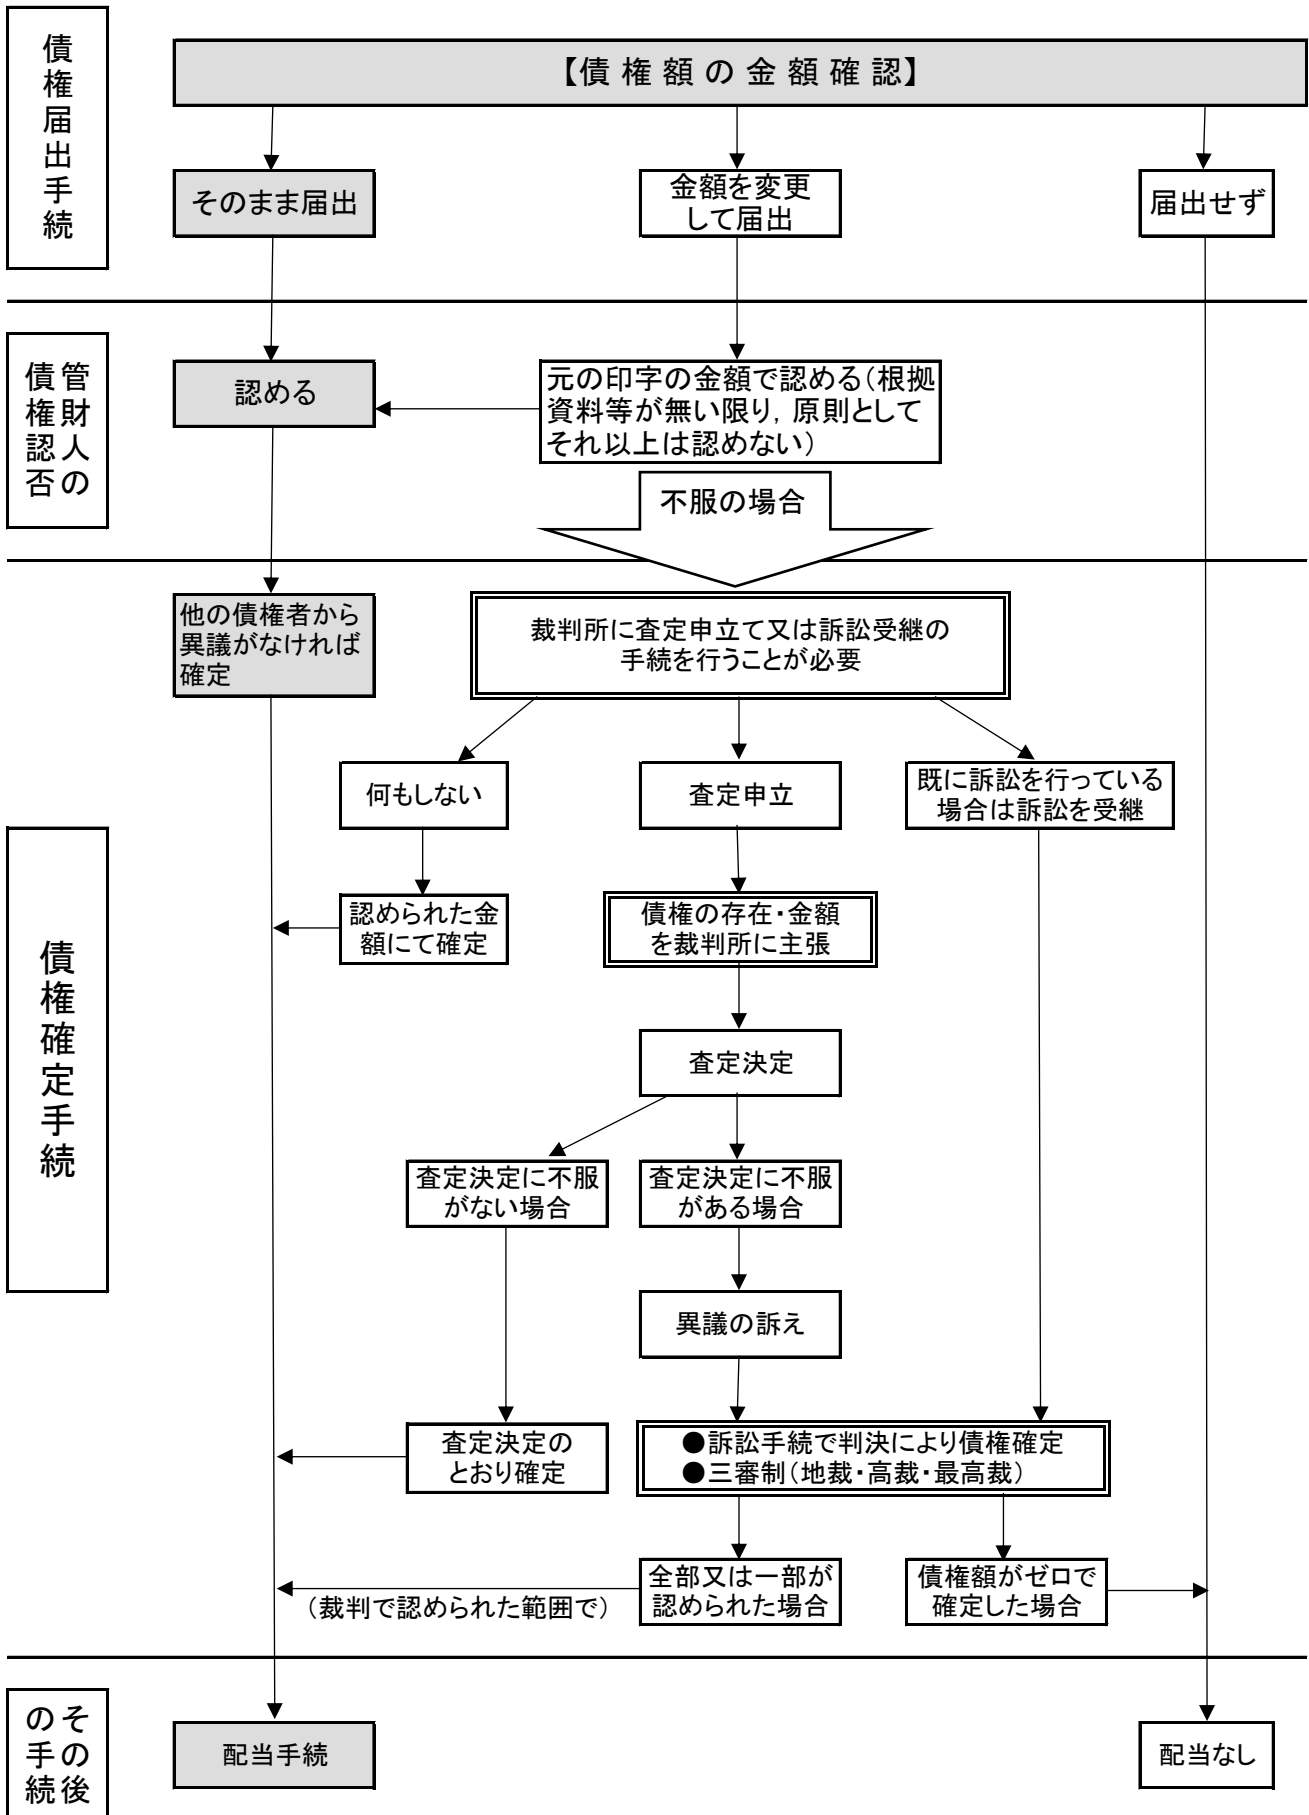 債権届出手続
【債権額の金額確認】
そのまま届出
金額を変更
して届出
届出せず
管財人の
債権認否
認める
元の印字の金額で認める（根拠
資料等が無い限り，原則として
それ以上は認めない）
不服の場合
債権確定手続
他の債権者から
異議がなければ
確定
裁判所に査定申立て又は訴訟受継の
手続を行うことが必要
何もしない
査定申立
既に訴訟を行っている
場合は訴訟を受継
認められた金
額にて確定
債権の存在・金額
を裁判所に主張
査定決定
査定決定に不服
がない場合
査定決定に不服
がある場合
異議の訴え
査定決定の
とおり確定
●訴訟手続で判決により債権確定
●三審制（地裁・高裁・最高裁）
（裁判で認められた範囲で）
全部又は一部が
認められた場合
債権額がゼロで
確定した場合
その後
の手続
配当手続
配当なし